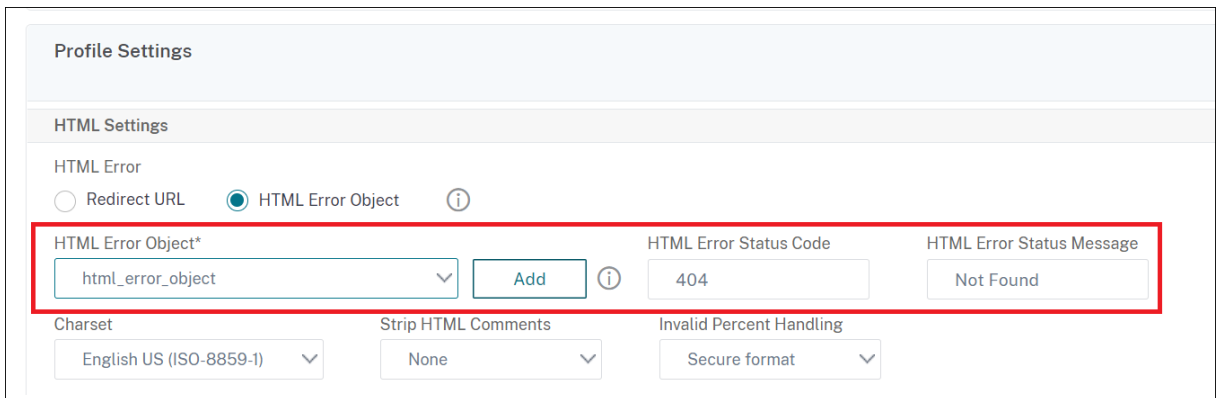 Profile Settings
HTML Settings
HTML Error
Redirect URL HTML Error Object
HTML Error Object* HTML Error Status Code HTML Error Status Message
html_error_object Add 404 Not Found
Charset Strip HTML Comments Invalid Percent Handling
English US (ISO-8859-1) None Secure format